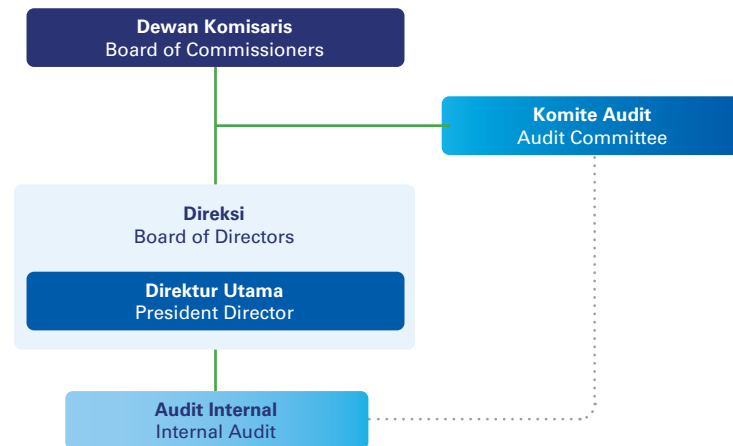 Dewan Komisaris
Board of Commissioners
Komite Audit
Audit Committee
Direksi
Board of Directors
Direktur Utama
President Director
Audit Internal
Internal Audit